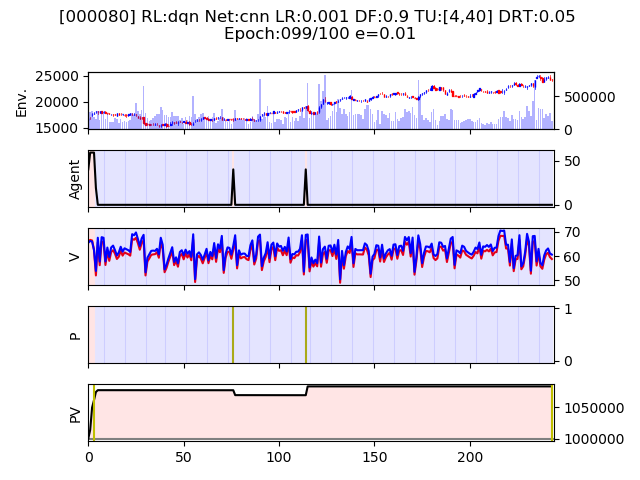 [000080] RL:dqn Net:cnn LR:0.001 DF:0.9 TU:[4,40] DRT:0.05
Epoch:099/100 e=0.01
Env.
25000
20000
15000
500000
0
Agent
50
0
V
70
60
50
P
1
0
PV
1050000
1000000
0 50 100 150 200